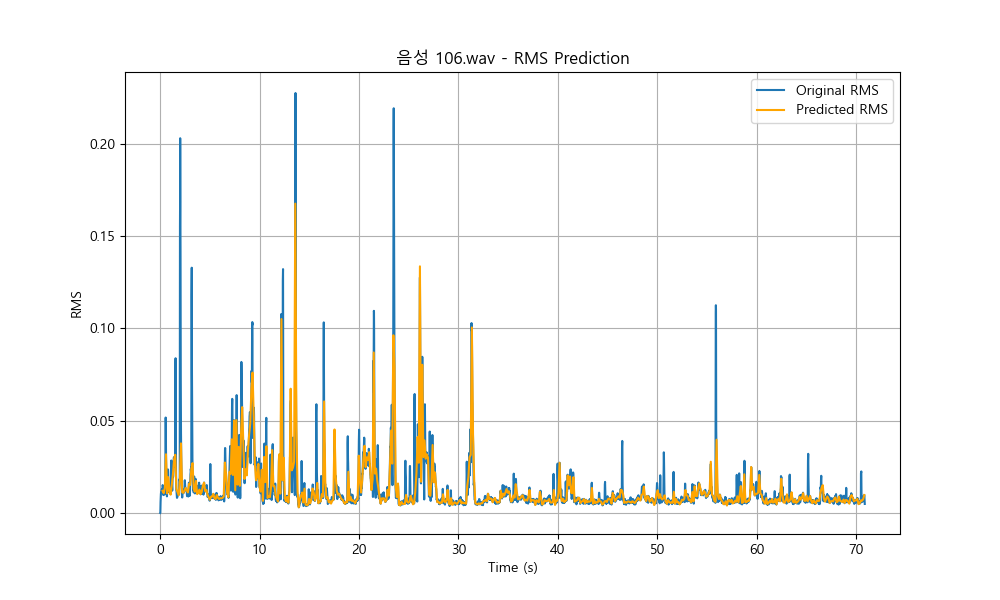 음성 106.wav - RMS Prediction
Original RMS
Predicted RMS
RMS
0.20
0.15
0.10
0.05
0.00
0 10 20 30 40 50 60 70
Time (s)